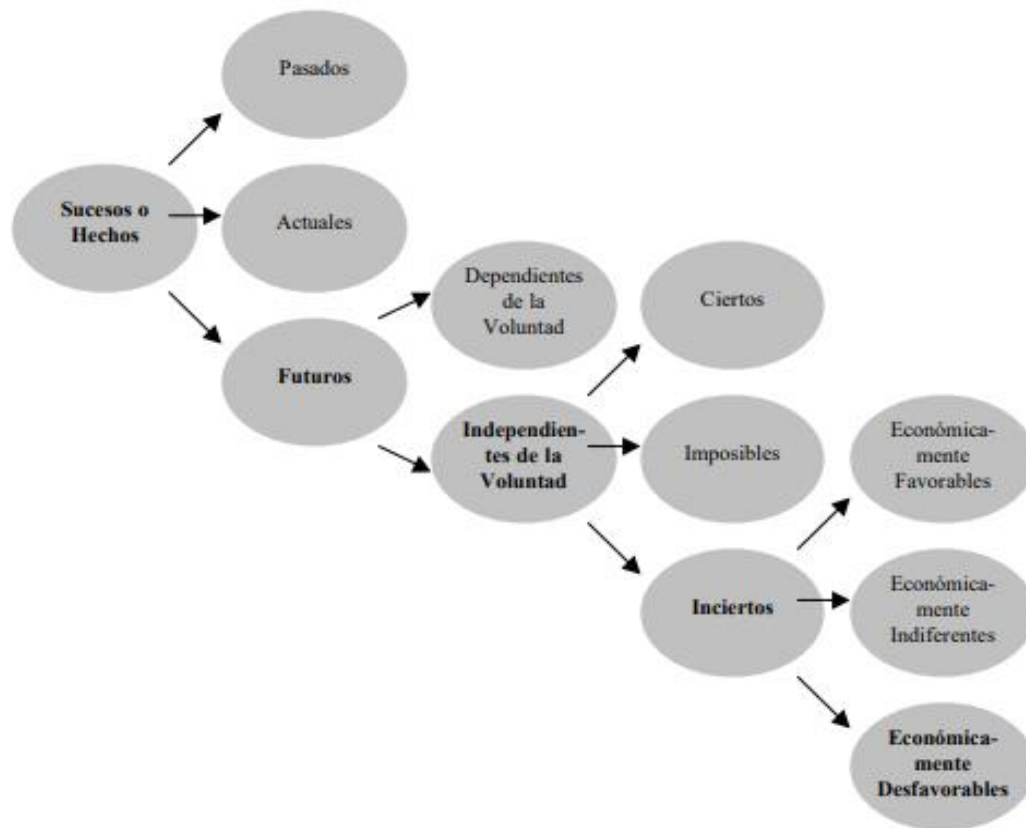 Pasados
Sucesos o
Hechos
Actuales
Dependientes
de la
Voluntad
Ciertos
Futuros
Independien-
tes de la
Voluntad
Imposibles
Económica-
mente
Favorables
Inciertos
Económica-
mente
Indiferentes
Económica-
mente
Desfavorables